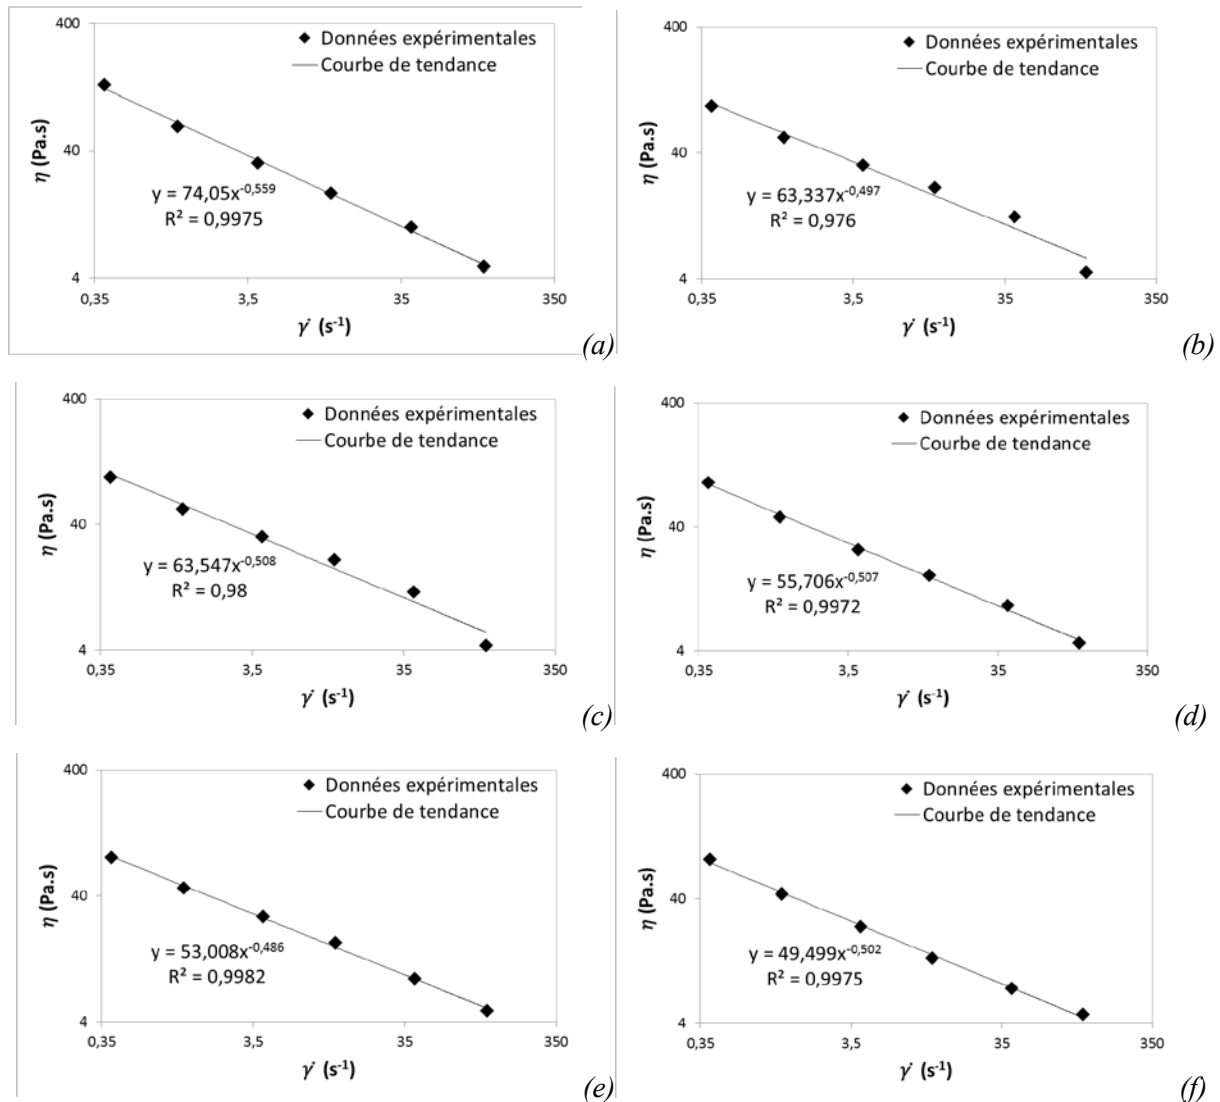 400
Données expérimentales
Courbe de tendance
η (Pa.s)
40
y = 74,05x^-0,559
R² = 0,9975
4
0,35 3,5 35 350
γ̇ (s⁻¹)
(a)
400
Données expérimentales
Courbe de tendance
η (Pa.s)
40
y = 63,337x^-0,497
R² = 0,976
4
0,35 3,5 35 350
γ̇ (s⁻¹)
(b)
400
Données expérimentales
Courbe de tendance
η (Pa.s)
40
y = 63,547x^-0,508
R² = 0,98
4
0,35 3,5 35 350
γ̇ (s⁻¹)
(c)
400
Données expérimentales
Courbe de tendance
η (Pa.s)
40
y = 55,706x^-0,507
R² = 0,9972
4
0,35 3,5 35 350
γ̇ (s⁻¹)
(d)
400
Données expérimentales
Courbe de tendance
η (Pa.s)
40
y = 53,008x^-0,486
R² = 0,9982
4
0,35 3,5 35 350
γ̇ (s⁻¹)
(e)
400
Données expérimentales
Courbe de tendance
η (Pa.s)
40
y = 49,499x^-0,502
R² = 0,9975
4
0,35 3,5 35 350
γ̇ (s⁻¹)
(f)